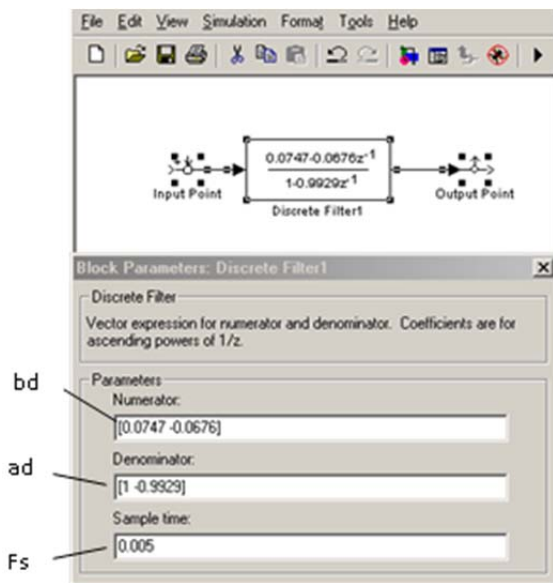 File Edit View Simulation Format Tools Help
0.0747-0.0676z-1
1-0.9929z-1
Input Point
Discrete Filter1
Output Point
Block Parameters: Discrete Filter1
Discrete Filter
Vector expression for numerator and denominator. Coefficients are for
ascending powers of 1/z.
Parameters
bd
Numerator:
[0.0747 -0.0676]
ad
Denominator:
[1 -0.9929]
Fs
Sample time:
0.005